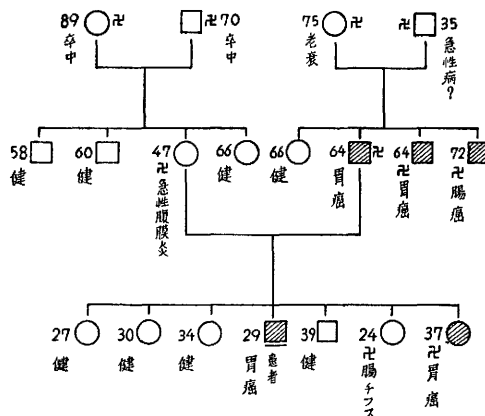 89 卍 70 75 卍 35
卒中 卒中 老衰 急性病?
58 60 47 66 66 64 卍 64 72
健 健 卍急性腹膜炎 健 健 胃癌 卍胃癌 卍腸癌
27 30 34 29 39 24 37
健 健 健 胃癌 患者 健 卍腸チフス 卍胃癌